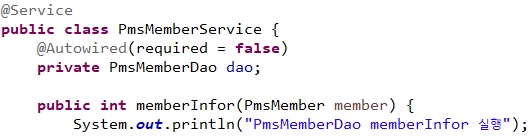 @Service
public class PmsMemberService {
@Autowired(required = false)
private PmsMemberDao dao;
public int memberInfor(PmsMember member) {
System.out.println("PmsMemberDao memberInfor 실행");